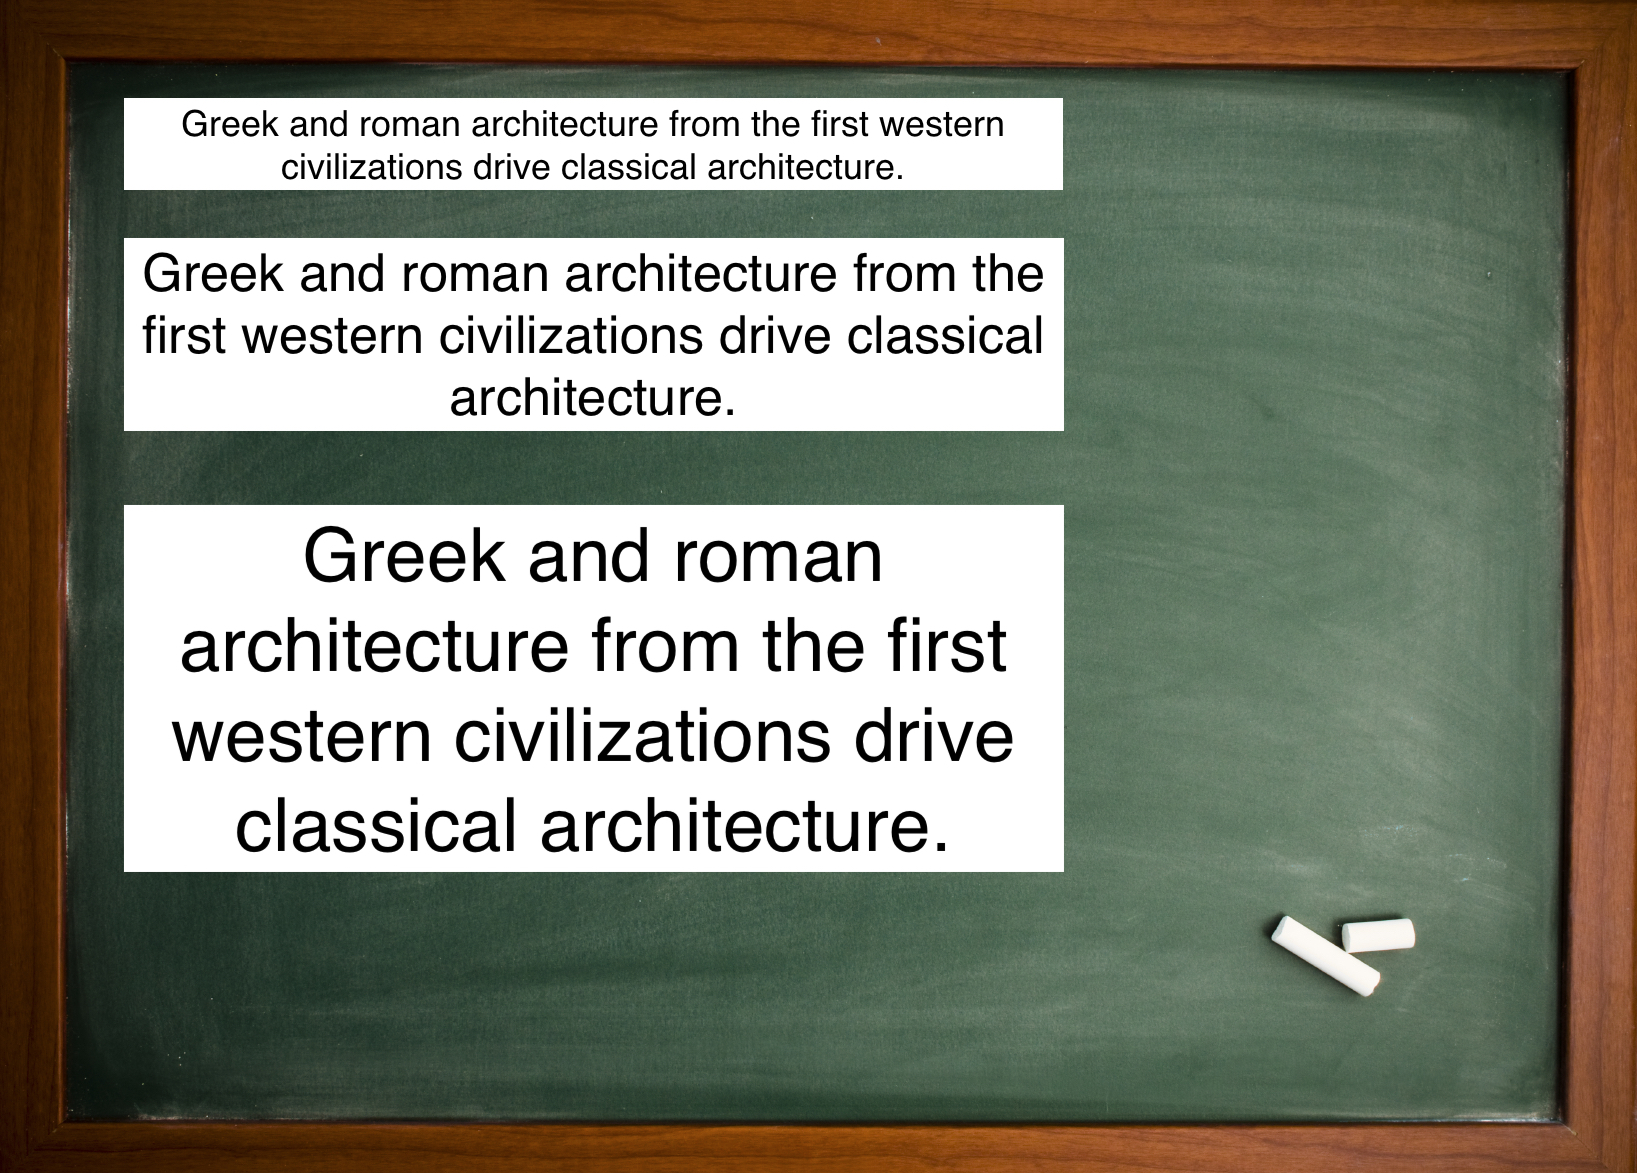 Greek and roman architecture from the first western
civilizations drive classical architecture.
Greek and roman architecture from the
first western civilizations drive classical
architecture.
Greek and roman
architecture from the first
western civilizations drive
classical architecture.